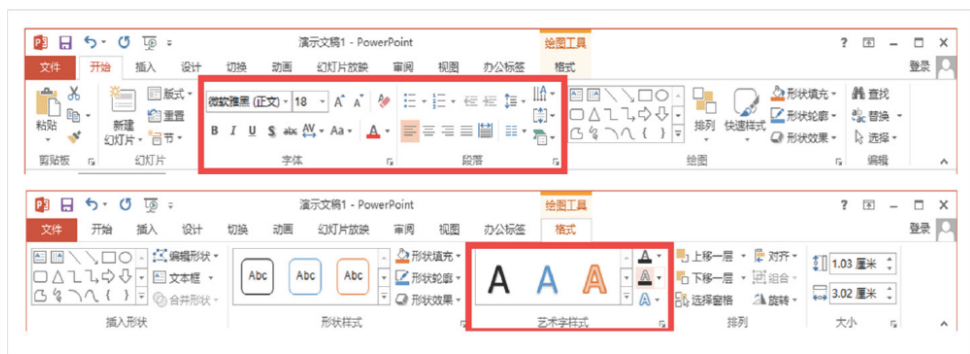 演示文稿1 - PowerPoint
绘图工具
文件 开始 插入 设计 切换 动画 幻灯片放映 审阅 视图 办公标签 格式 登录
粘贴 新建 幻灯片 版式 重置 节
微软雅黑 (正文) 18 A A
B I U S abc AV Aa A
排列 快速样式 形状填充 形状轮廓 形状效果
查找 替换 选择
剪贴板 幻灯片 字体 段落 绘图 编辑
演示文稿1 - PowerPoint
绘图工具
文件 开始 插入 设计 切换 动画 幻灯片放映 审阅 视图 办公标签 格式 登录
编辑形状 文本框 合并形状
Abc Abc Abc
形状填充 形状轮廓 形状效果
A A A A A A
上移一层 下移一层 选择窗格 对齐 组合 旋转
1.03 厘米
3.02 厘米
插入形状 形状样式 艺术字样式 排列 大小